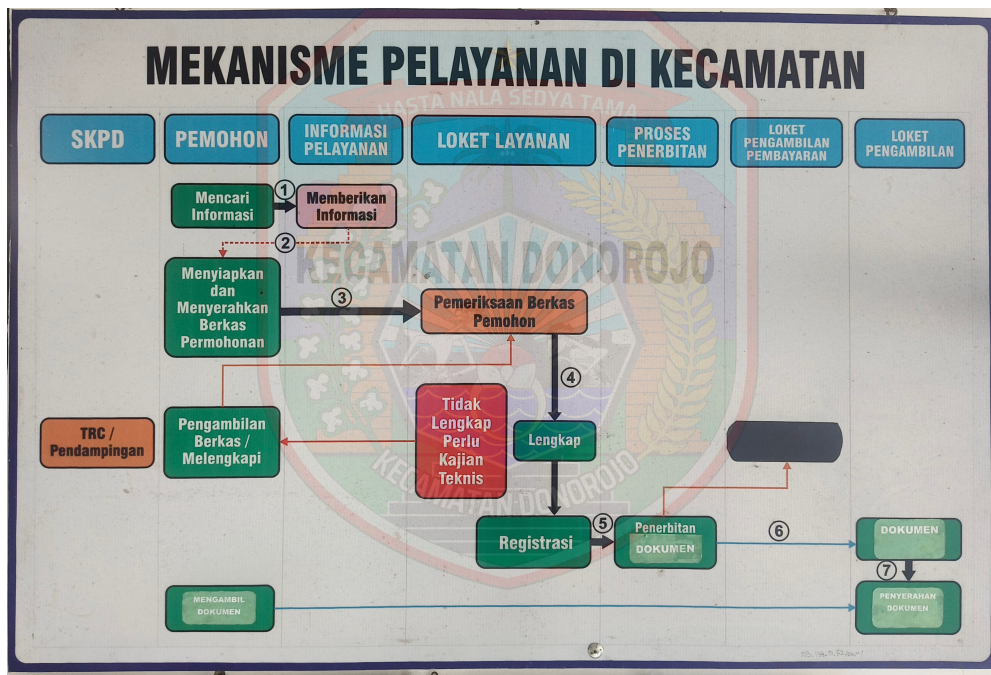 MEKANISME PELAYANAN DI KECAMATAN
HASTA NALA SEDYA TAMA
SKPD
PEMOHON
INFORMASI
PELAYANAN
LOKET LAYANAN
PROSES
PENERBITAN
LOKET
PENGAMBILAN
PEMBAYARAN
LOKET
PENGAMBILAN
Mencari
Informasi
1
Memberikan
Informasi
2
KECAMATAN DONOROJO
Menyiapkan
dan
Menyerahkan
Berkas
Permohonan
3
Pemeriksaan Berkas
Pemohon
4
TRC /
Pendampingan
Pengambilan
Berkas /
Melengkapi
Tidak
Lengkap
Perlu
Kajian
Teknis
Lengkap
KECAMATAN DONOROJO
Registrasi
5
Penerbitan
DOKUMEN
6
DOKUMEN
7
MENGAMBIL
DOKUMEN
PENYERAHAN
DOKUMEN